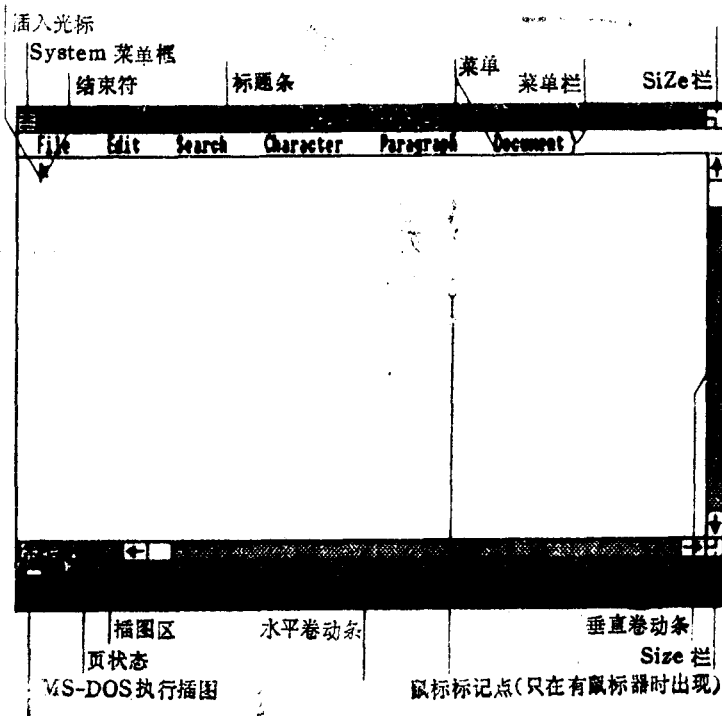 插入光标
System 菜单框
结束符 标题条 菜单 菜单栏 SiZe栏
File Edit Search Character Paragraph Document
插图区 水平卷动条 垂直卷动条
页状态 Size 栏
MS-DOS执行插图 鼠标标记点(只在有鼠标器时出现)